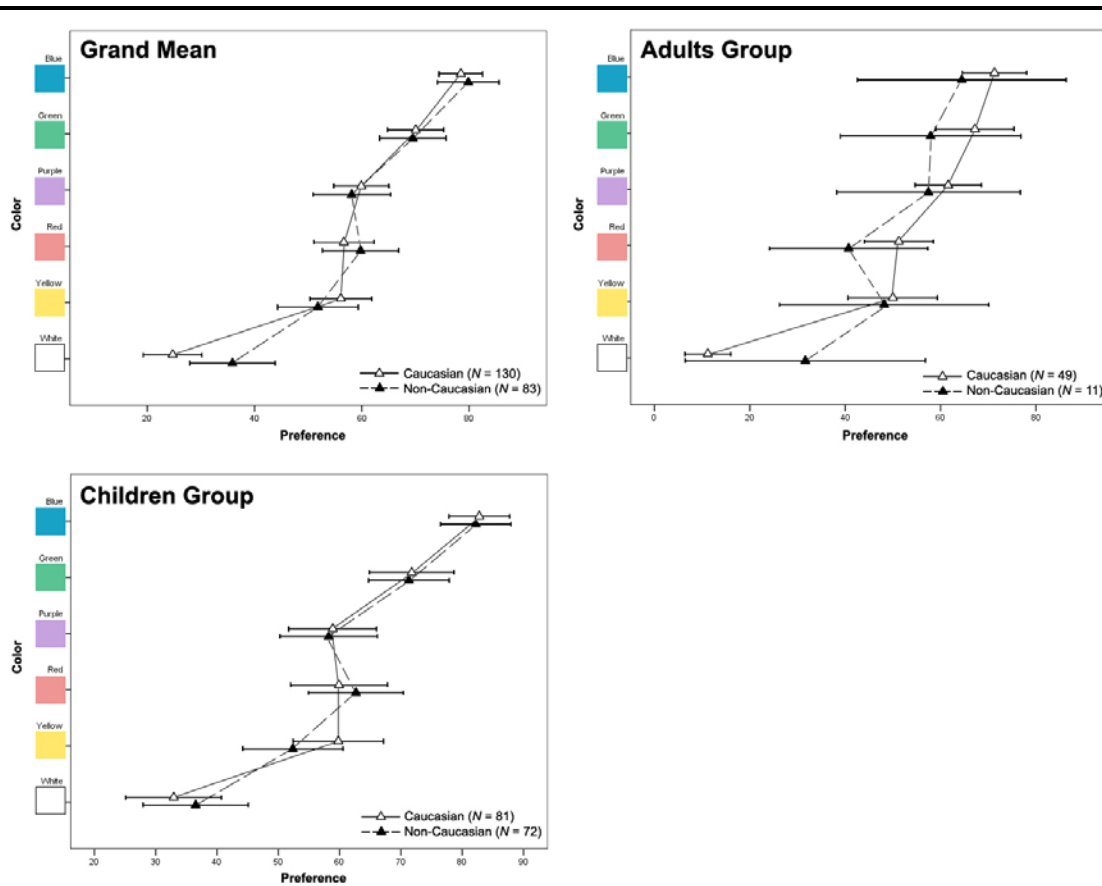 Grand Mean
Blue
Green
Purple
Red
Yellow
White
Color
Caucasian (N = 130)
Non-Caucasian (N = 83)
20 40 60 80
Preference
Adults Group
Blue
Green
Purple
Red
Yellow
White
Color
Caucasian (N = 49)
Non-Caucasian (N = 11)
0 20 40 60 80
Preference
Children Group
Blue
Green
Purple
Red
Yellow
White
Color
Caucasian (N = 81)
Non-Caucasian (N = 72)
20 30 40 50 60 70 80 90
Preference